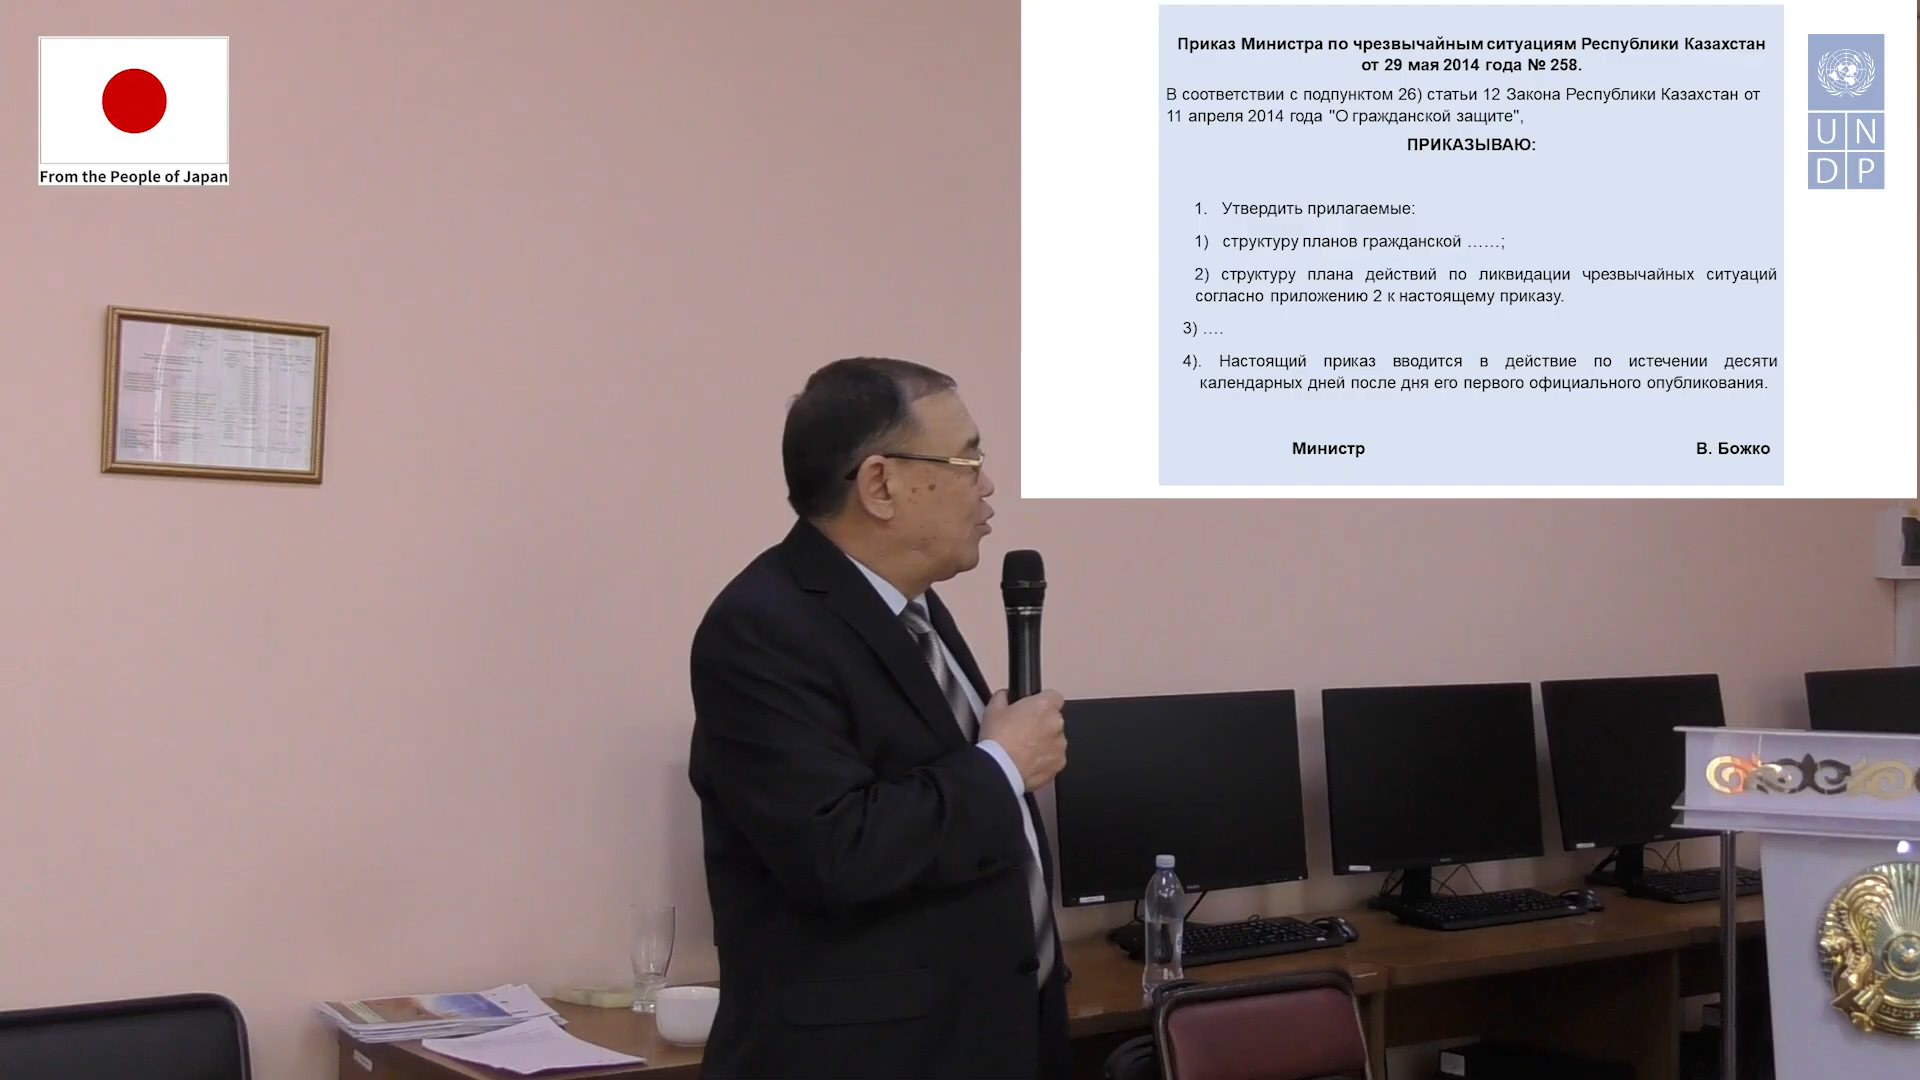 From the People of Japan
Приказ Министра по чрезвычайным ситуациям Республики Казахстан
от 29 мая 2014 года № 258.
В соответствии с подпунктом 26) статьи 12 Закона Республики Казахстан от
11 апреля 2014 года "О гражданской защите",
ПРИКАЗЫВАЮ:
1. Утвердить прилагаемые:
1) структуру планов гражданской ……;
2) структуру плана действий по ликвидации чрезвычайных ситуаций
согласно приложению 2 к настоящему приказу.
3) ….
4). Настоящий приказ вводится в действие по истечении десяти
календарных дней после дня его первого официального опубликования.
Министр В. Божко
U N
D P